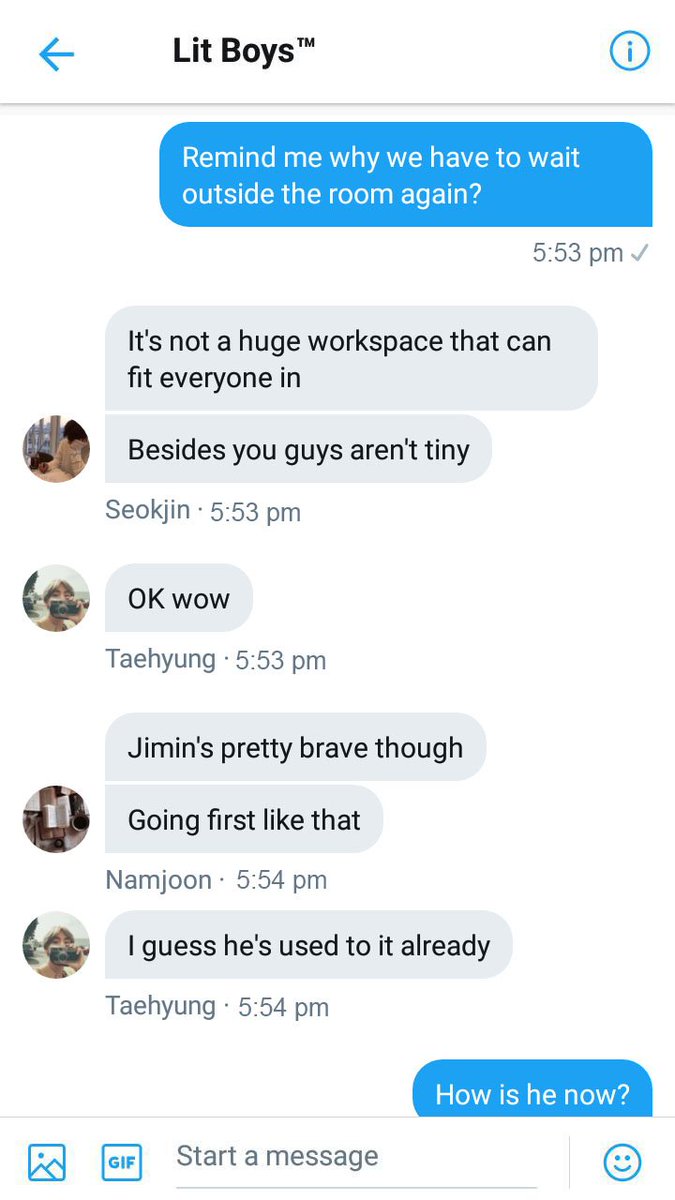 Lit Boys™
Remind me why we have to wait
outside the room again?
5:53 pm ✓
It's not a huge workspace that can
fit everyone in
Besides you guys aren't tiny
Seokjin · 5:53 pm
OK wow
Taehyung · 5:53 pm
Jimin's pretty brave though
Going first like that
Namjoon · 5:54 pm
I guess he's used to it already
Taehyung · 5:54 pm
How is he now?
GIF
Start a message